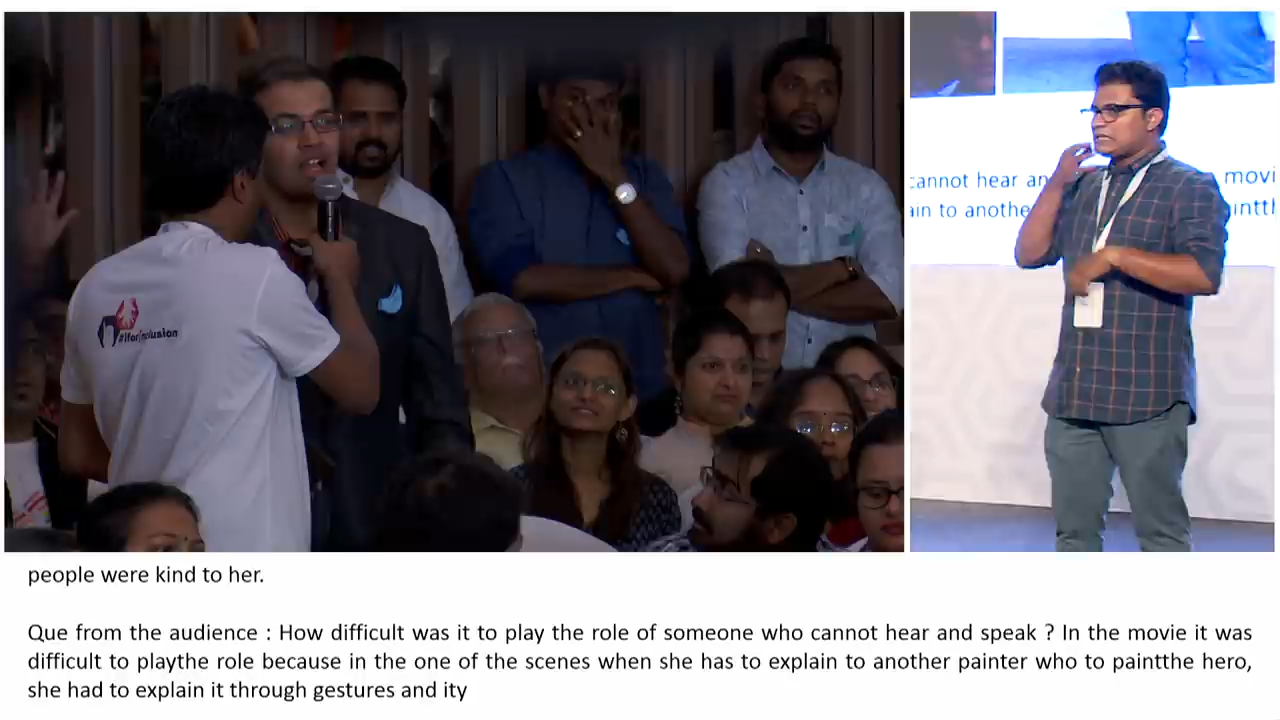 #IforInclusion
cannot hear an
movi
ain to anothe
aintth
people were kind to her.
Que from the audience : How difficult was it to play the role of someone who cannot hear and speak ? In the movie it was
difficult to playthe role because in the one of the scenes when she has to explain to another painter who to paintthe hero,
she had to explain it through gestures and ity